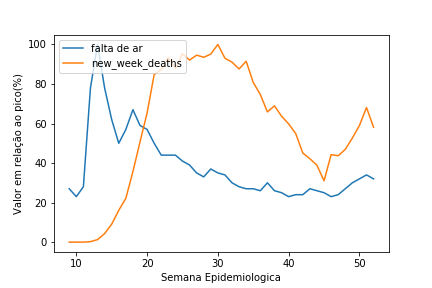 falta de ar
new_week_deaths
Valor em relação ao pico(%)
100
80
60
40
20
0
10
20
30
40
50
Semana Epidemiologica